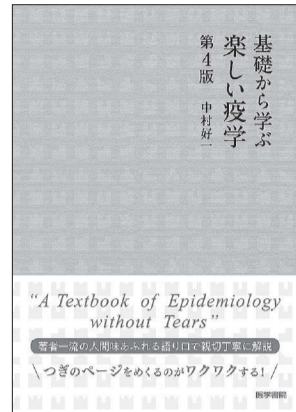 基礎から学ぶ
楽しい疫学
第4版 中村好一
“A Textbook of Epidemiology
without Tears”
著者一流の人間味あふれる語り口で親切丁寧に解説
\ つぎのページをめくるのがワクワクする! /
医学書院